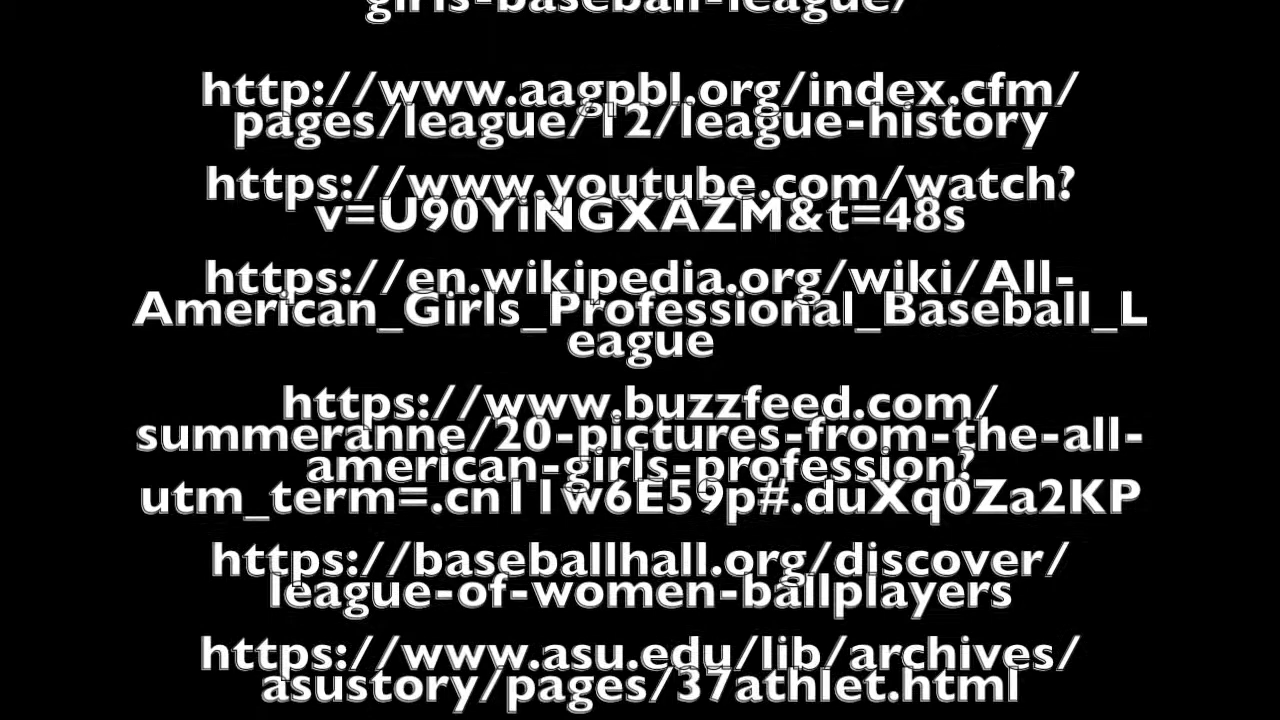 girls-baseball-league/
http://www.aagpbl.org/index.cfm/
pages/league/12/league-history
https://www.youtube.com/watch?
v=U90YiNGXAZM&t=48s
https://en.wikipedia.org/wiki/All-
American_Girls_Professional_Baseball_L
eague
https://www.buzzfeed.com/
summeranne/20-pictures-from-the-all-
american-girls-profession?
utm_term=.cn11w6E59p#.duXq0Za2KP
https://baseballhall.org/discover/
league-of-women-ballplayers
https://www.asu.edu/lib/archives/
asustory/pages/37athlet.html